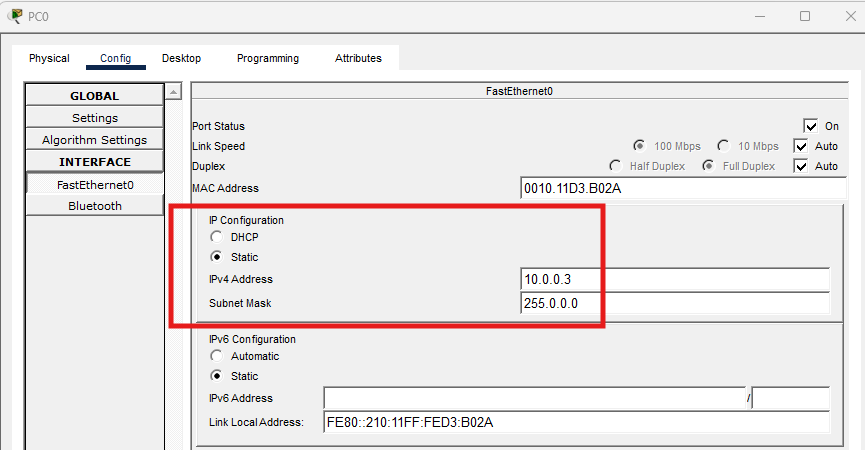 PC0
Physical Config Desktop Programming Attributes
GLOBAL
Settings
Algorithm Settings
INTERFACE
FastEthernet0
Bluetooth
FastEthernet0
Port Status On
Link Speed 100 Mbps 10 Mbps Auto
Duplex Half Duplex Full Duplex Auto
MAC Address 0010.11D3.B02A
IP Configuration
DHCP
Static
IPv4 Address 10.0.0.3
Subnet Mask 255.0.0.0
IPv6 Configuration
Automatic
Static
IPv6 Address /
Link Local Address: FE80::210:11FF:FED3:B02A